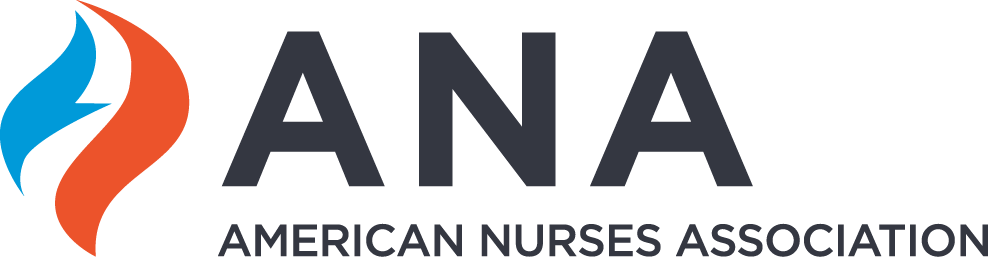 ANA
AMERICAN NURSES ASSOCIATION